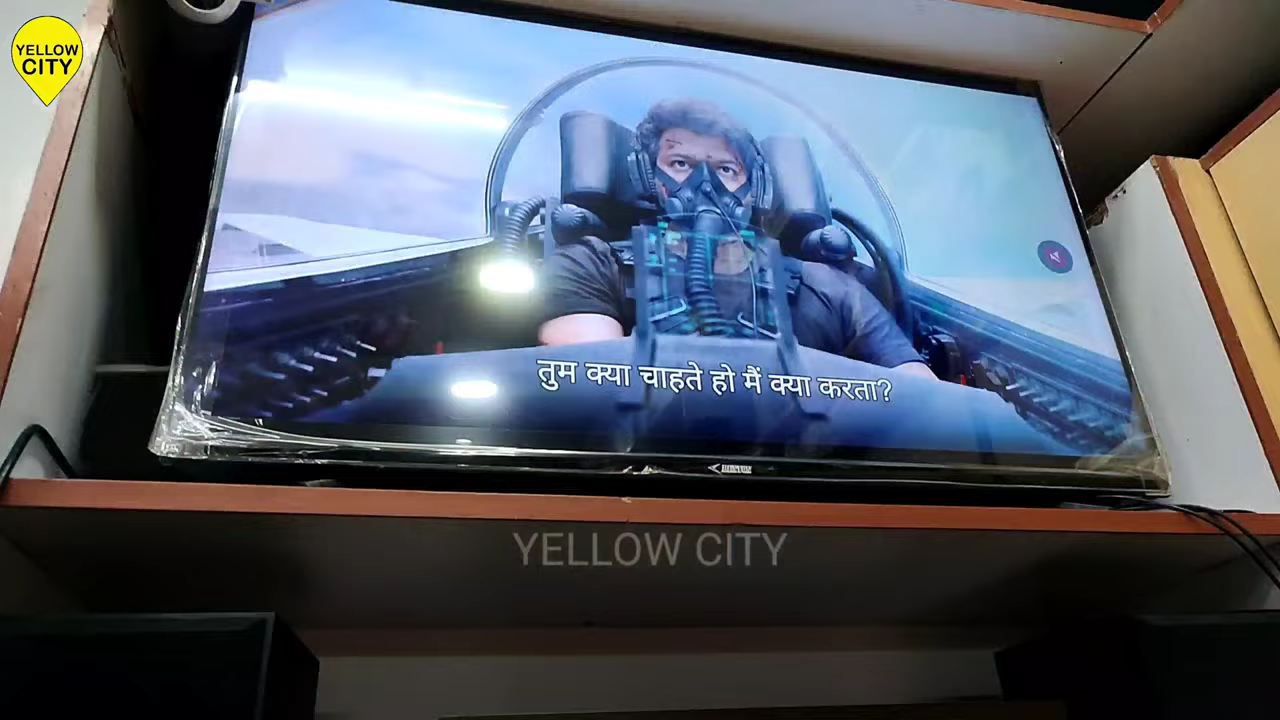 YELLOW
CITY
तुम क्या चाहते हो मैं क्या करता?
YELLOW CITY